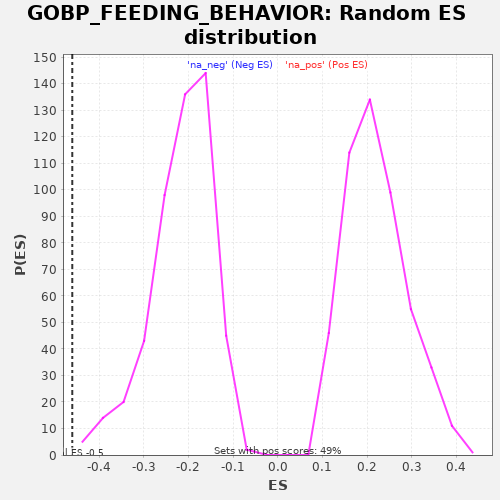 GOBP_FEEDING_BEHAVIOR: Random ES
distribution
'na_neg' (Neg ES) 'na_pos' (Pos ES)
150
140
130
120
110
100
90
80
70
60
50
40
30
20
10
0
P(ES)
ES -0.5
Sets with pos scores: 49%
-0.4 -0.3 -0.2 -0.1 0.0 0.1 0.2 0.3 0.4
ES